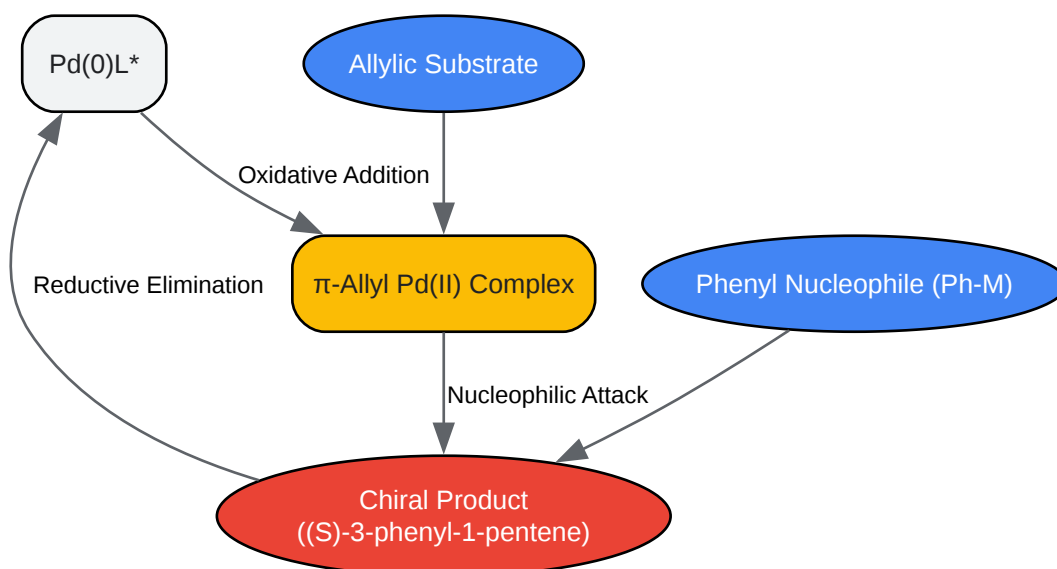 Pd(0)L*
Allylic Substrate
Oxidative Addition
Reductive Elimination
π-Allyl Pd(II) Complex
Phenyl Nucleophile (Ph-M)
Nucleophilic Attack
Chiral Product
((S)-3-phenyl-1-pentene)